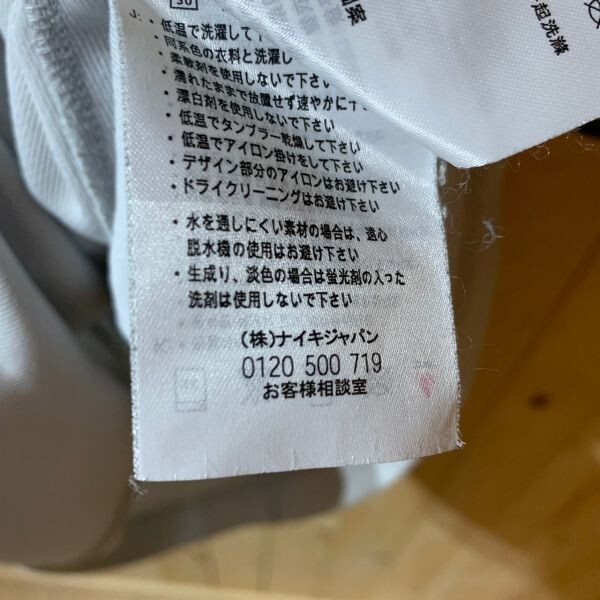 30
図案
起洗滌
J:・低温で洗濯して下
・同系色の衣料と洗濯し
・柔軟剤を使用しないで下さい
・濡れたままで放置せず速やかに干
・漂白剤を使用しないで下さい
・低温でタンブラー乾燥して下さい
・低温でアイロン掛けをして下さい
・デザイン部分のアイロンはお避け下さい
・ドライクリーニングはお避け下さい
・水を通しにくい素材の場合は、遠心
脱水機の使用はお避け下さい
・生成り、淡色の場合は蛍光剤の入った
洗剤は使用しないで下さい
(株)ナイキジャパン
0120 500 719
お客様相談室